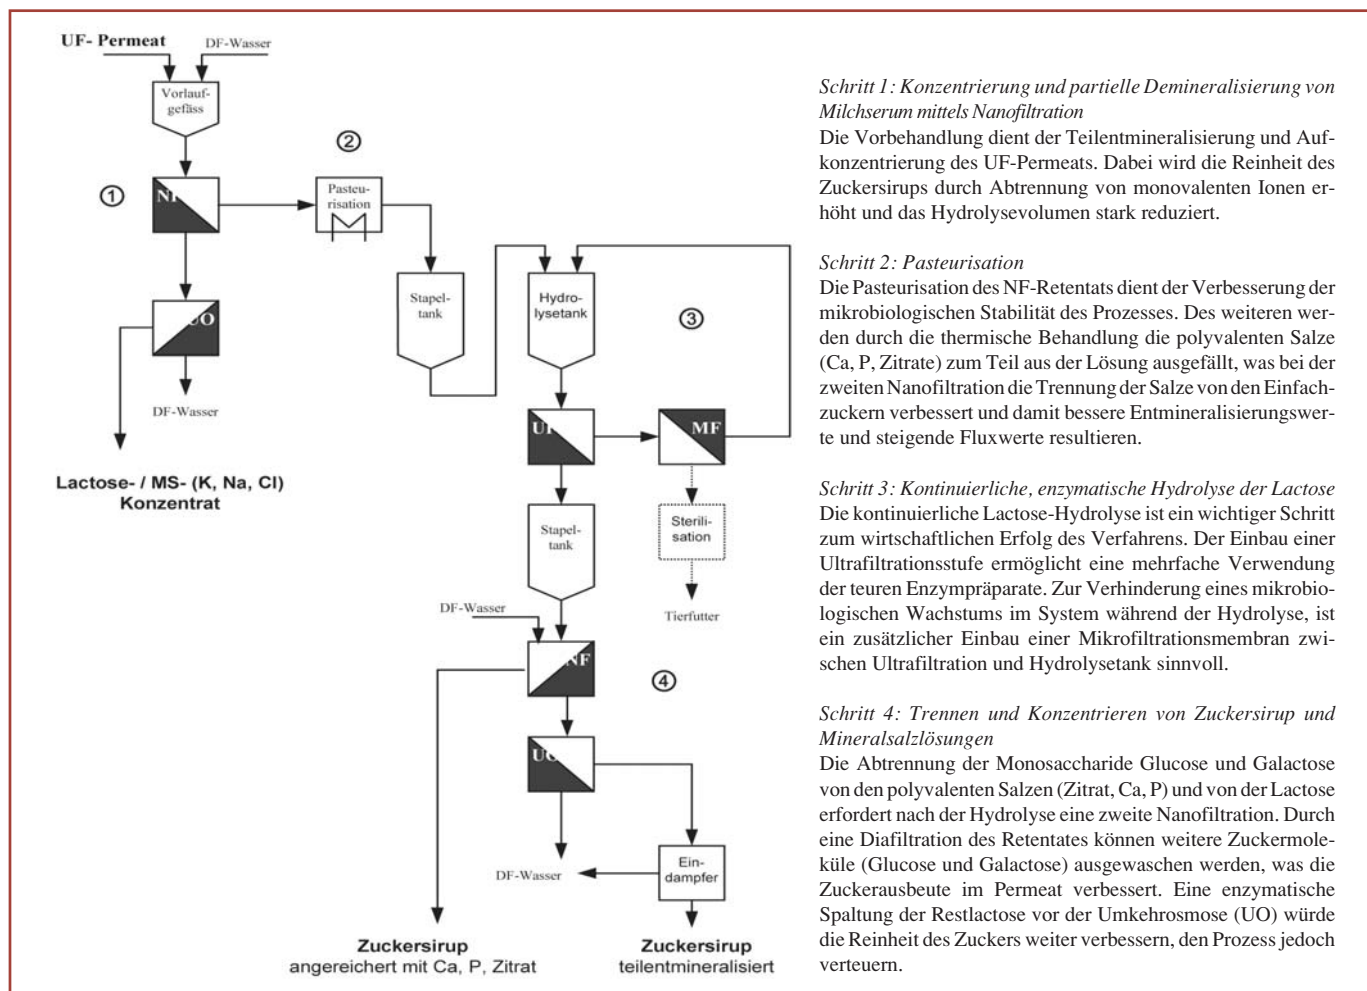 UF- Permeat
DF-Wasser
Vorlauf-
gefäss
②
Pasteu-
risation
①
NF
Stapel-
tank
Hydro-
lysetank
③
UO
DF-Wasser
UF
MF
Lactose- / MS- (K, Na, Cl)
Konzentrat
Stapel-
tank
Sterili-
sation
DF-Wasser
Tierfutter
NF
④
UO
Ein-
dampfer
DF-Wasser
Zuckersirup
angereichert mit Ca, P, Zitrat
Zuckersirup
teilentmineralisiert
Schritt 1: Konzentrierung und partielle Demineralisierung von
Milchserum mittels Nanofiltration
Die Vorbehandlung dient der Teilentmineralisierung und Auf-
konzentrierung des UF-Permeats. Dabei wird die Reinheit des
Zuckersirups durch Abtrennung von monovalenten Ionen er-
höht und das Hydrolysevolumen stark reduziert.
Schritt 2: Pasteurisation
Die Pasteurisation des NF-Retentats dient der Verbesserung der
mikrobiologischen Stabilität des Prozesses. Des weiteren wer-
den durch die thermische Behandlung die polyvalenten Salze
(Ca, P, Zitrate) zum Teil aus der Lösung ausgefällt, was bei der
zweiten Nanofiltration die Trennung der Salze von den Einfach-
zuckern verbessert und damit bessere Entmineralisierungswer-
te und steigende Fluxwerte resultieren.
Schritt 3: Kontinuierliche, enzymatische Hydrolyse der Lactose
Die kontinuierliche Lactose-Hydrolyse ist ein wichtiger Schritt
zum wirtschaftlichen Erfolg des Verfahrens. Der Einbau einer
Ultrafiltrationsstufe ermöglicht eine mehrfache Verwendung
der teuren Enzympräparate. Zur Verhinderung eines mikrobio-
logischen Wachstums im System während der Hydrolyse, ist
ein zusätzlicher Einbau einer Mikrofiltrationsmembran zwi-
schen Ultrafiltration und Hydrolysetank sinnvoll.
Schritt 4: Trennen und Konzentrieren von Zuckersirup und
Mineralsalzlösungen
Die Abtrennung der Monosaccharide Glucose und Galactose
von den polyvalenten Salzen (Zitrat, Ca, P) und von der Lactose
erfordert nach der Hydrolyse eine zweite Nanofiltration. Durch
eine Diafiltration des Retentates können weitere Zuckermole-
küle (Glucose und Galactose) ausgewaschen werden, was die
Zuckerausbeute im Permeat verbessert. Eine enzymatische
Spaltung der Restlactose vor der Umkehrosmose (UO) würde
die Reinheit des Zuckers weiter verbessern, den Prozess jedoch
verteuern.